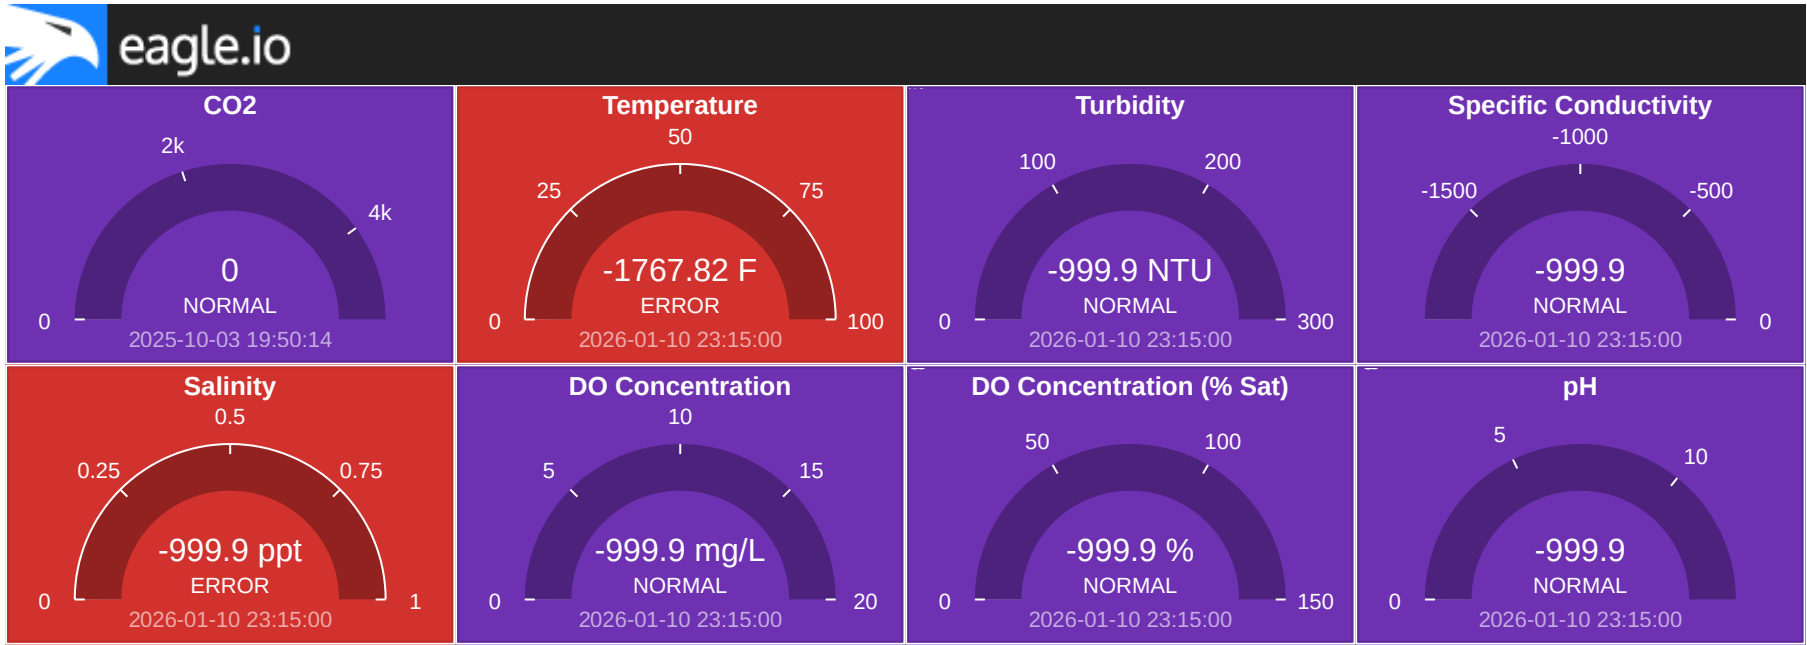 eagle.io
CO2
2k
4k
0
NORMAL
0
2025-10-03 19:50:14
Temperature
50
25
75
-1767.82 F
ERROR
0
100
2026-01-10 23:15:00
Turbidity
100
200
-999.9 NTU
NORMAL
0
300
2026-01-10 23:15:00
Specific Conductivity
-1000
-1500
-500
-999.9
NORMAL
0
2026-01-10 23:15:00
Salinity
0.5
0.25
0.75
-999.9 ppt
ERROR
0
1
2026-01-10 23:15:00
DO Concentration
10
5
15
-999.9 mg/L
NORMAL
0
20
2026-01-10 23:15:00
DO Concentration (% Sat)
50
100
-999.9 %
NORMAL
0
150
2026-01-10 23:15:00
pH
5
10
-999.9
NORMAL
0
2026-01-10 23:15:00